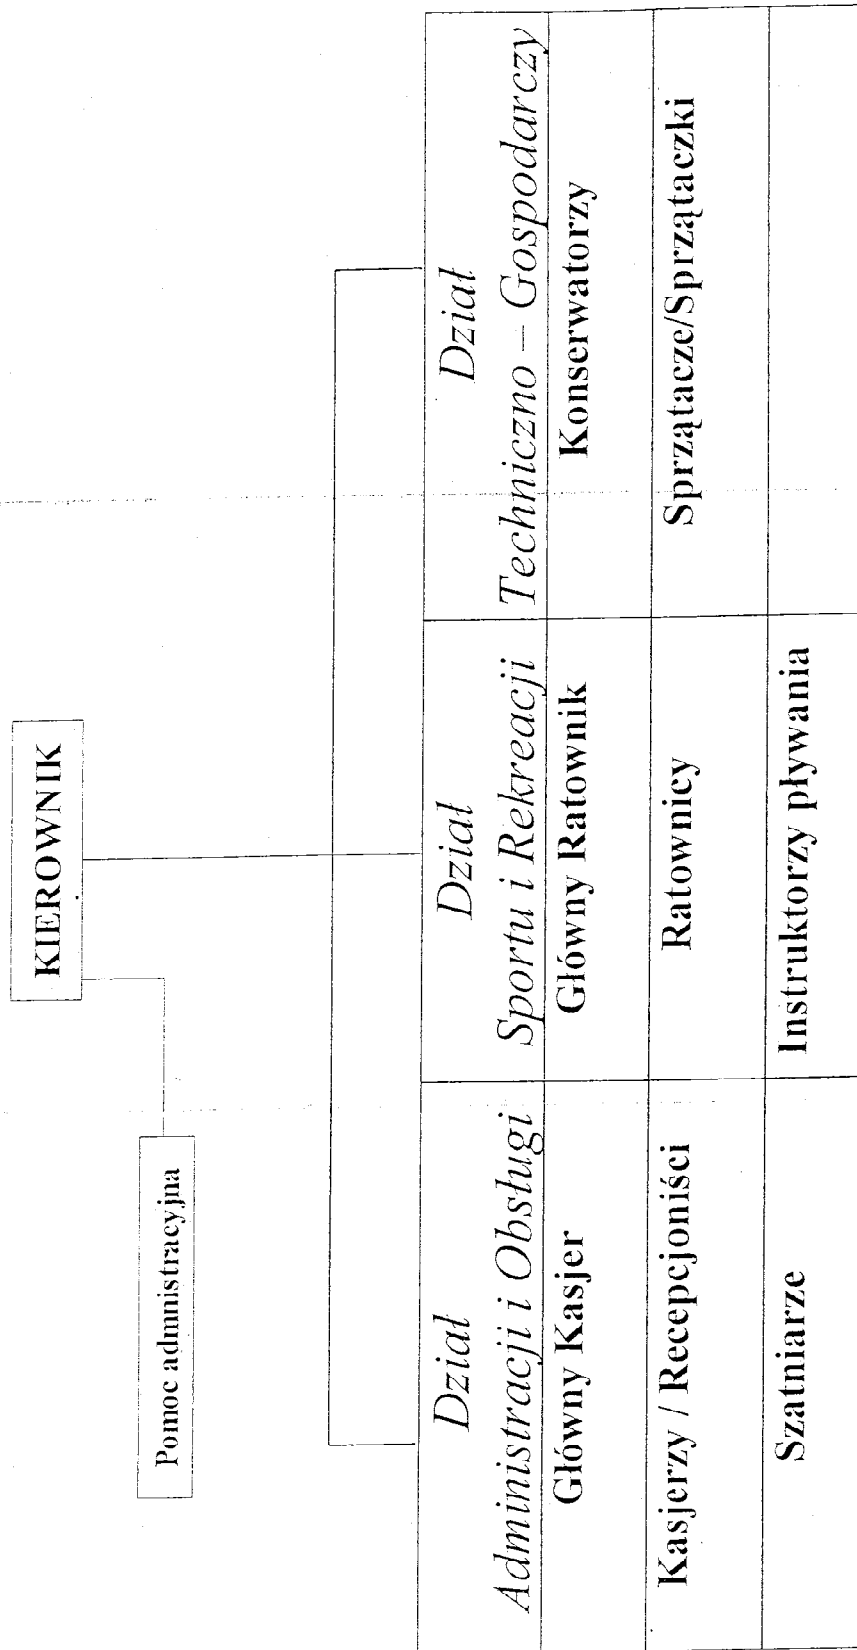 KIEROWNIK
Pomoc admnistracyjna
Dział
Administracji i Obsługi
Dział
Sportu i Rekreacji
Dział
Techniczno – Gospodarczy
Główny Kasjer
Główny Ratownik
Konserwatorzy
Kasjerzy / Recepcjoniści
Ratownicy
Sprzątacze/Sprzątaczki
Szatniarze
Instruktorzy pływania